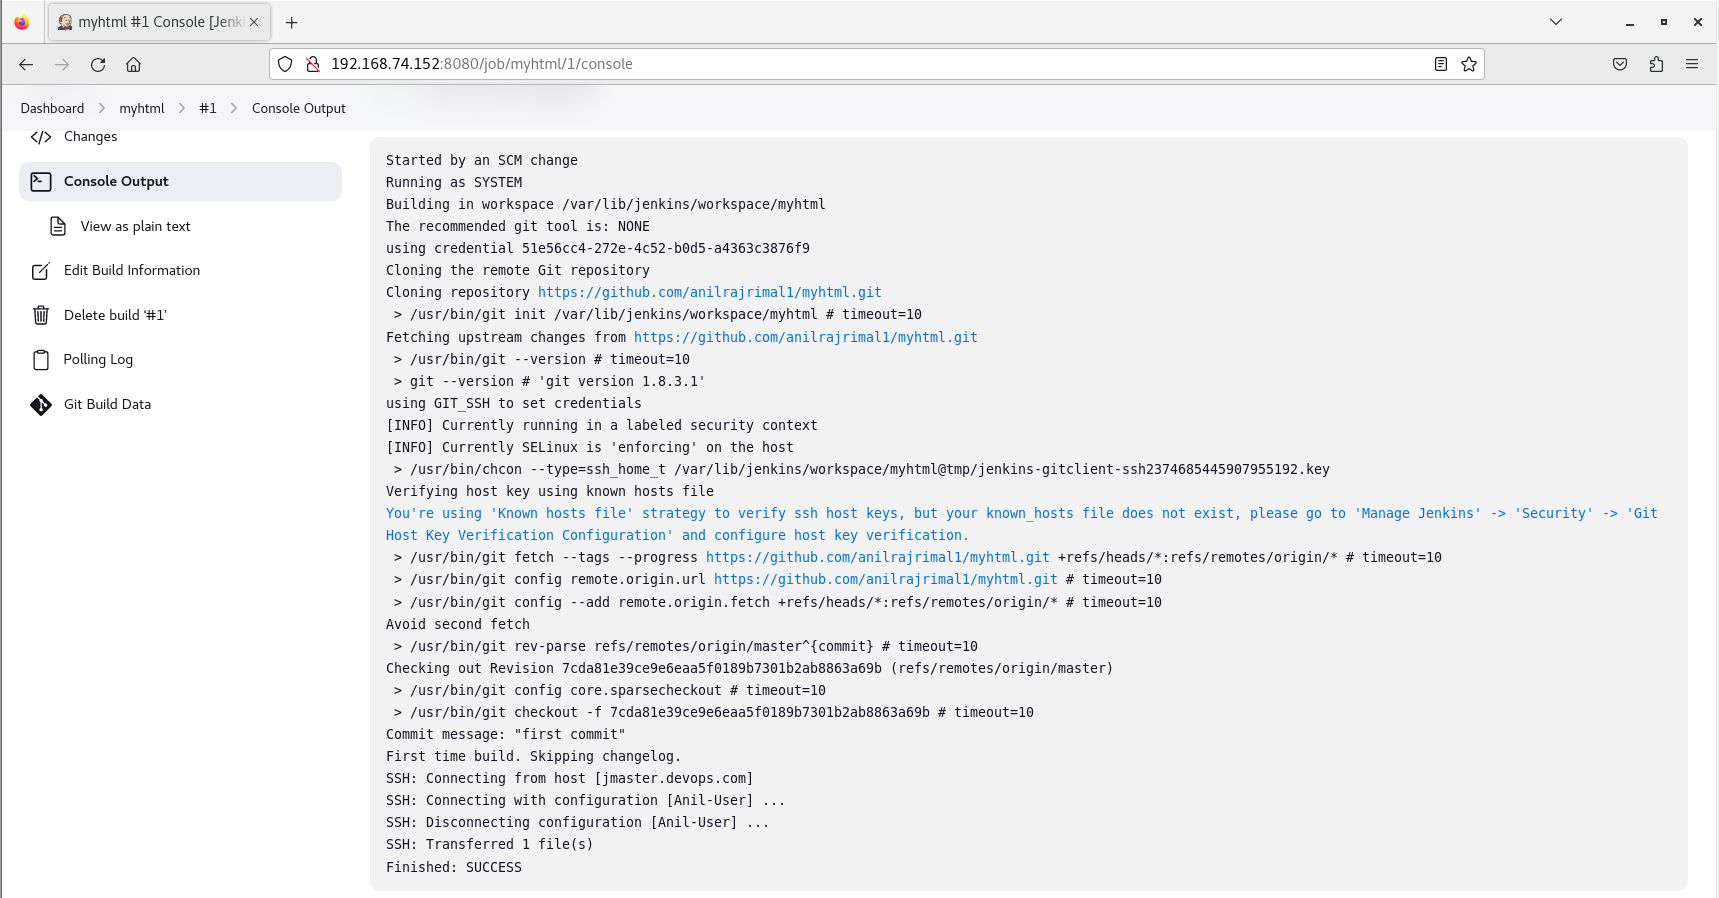 myhtml #1 Console [Jenk
192.168.74.152:8080/job/myhtml/1/console
Dashboard > myhtml > #1 > Console Output
Changes
Console Output
View as plain text
Edit Build Information
Delete build ‘#1’
Polling Log
Git Build Data
Started by an SCM change
Running as SYSTEM
Building in workspace /var/lib/jenkins/workspace/myhtml
The recommended git tool is: NONE
using credential 51e56cc4-272e-4c52-b0d5-a4363c3876f9
Cloning the remote Git repository
Cloning repository https://github.com/anilrajrimal1/myhtml.git
 > /usr/bin/git init /var/lib/jenkins/workspace/myhtml # timeout=10
Fetching upstream changes from https://github.com/anilrajrimal1/myhtml.git
 > /usr/bin/git --version # timeout=10
 > git --version # 'git version 1.8.3.1'
using GIT_SSH to set credentials
[INFO] Currently running in a labeled security context
[INFO] Currently SELinux is 'enforcing' on the host
 > /usr/bin/chcon --type=ssh_home_t /var/lib/jenkins/workspace/myhtml@tmp/jenkins-gitclient-ssh2374685445907955192.key
Verifying host key using known hosts file
You're using 'Known hosts file' strategy to verify ssh host keys, but your known_hosts file does not exist, please go to 'Manage Jenkins' -> 'Security' -> 'Git
Host Key Verification Configuration' and configure host key verification.
 > /usr/bin/git fetch --tags --progress https://github.com/anilrajrimal1/myhtml.git +refs/heads/*:refs/remotes/origin/* # timeout=10
 > /usr/bin/git config remote.origin.url https://github.com/anilrajrimal1/myhtml.git # timeout=10
 > /usr/bin/git config --add remote.origin.fetch +refs/heads/*:refs/remotes/origin/* # timeout=10
Avoid second fetch
 > /usr/bin/git rev-parse refs/remotes/origin/master^{commit} # timeout=10
Checking out Revision 7cda81e39ce9e6eaa5f0189b7301b2ab8863a69b (refs/remotes/origin/master)
 > /usr/bin/git config core.sparsecheckout # timeout=10
 > /usr/bin/git checkout -f 7cda81e39ce9e6eaa5f0189b7301b2ab8863a69b # timeout=10
Commit message: "first commit"
First time build. Skipping changelog.
SSH: Connecting from host [jmaster.devops.com]
SSH: Connecting with configuration [Anil-User] ...
SSH: Disconnecting configuration [Anil-User] ...
SSH: Transferred 1 file(s)
Finished: SUCCESS